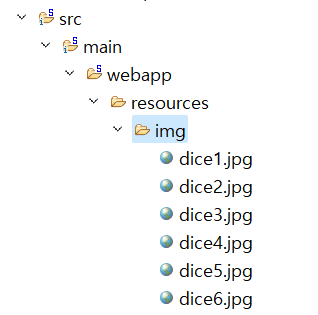 src
main
webapp
resources
img
dice1.jpg
dice2.jpg
dice3.jpg
dice4.jpg
dice5.jpg
dice6.jpg